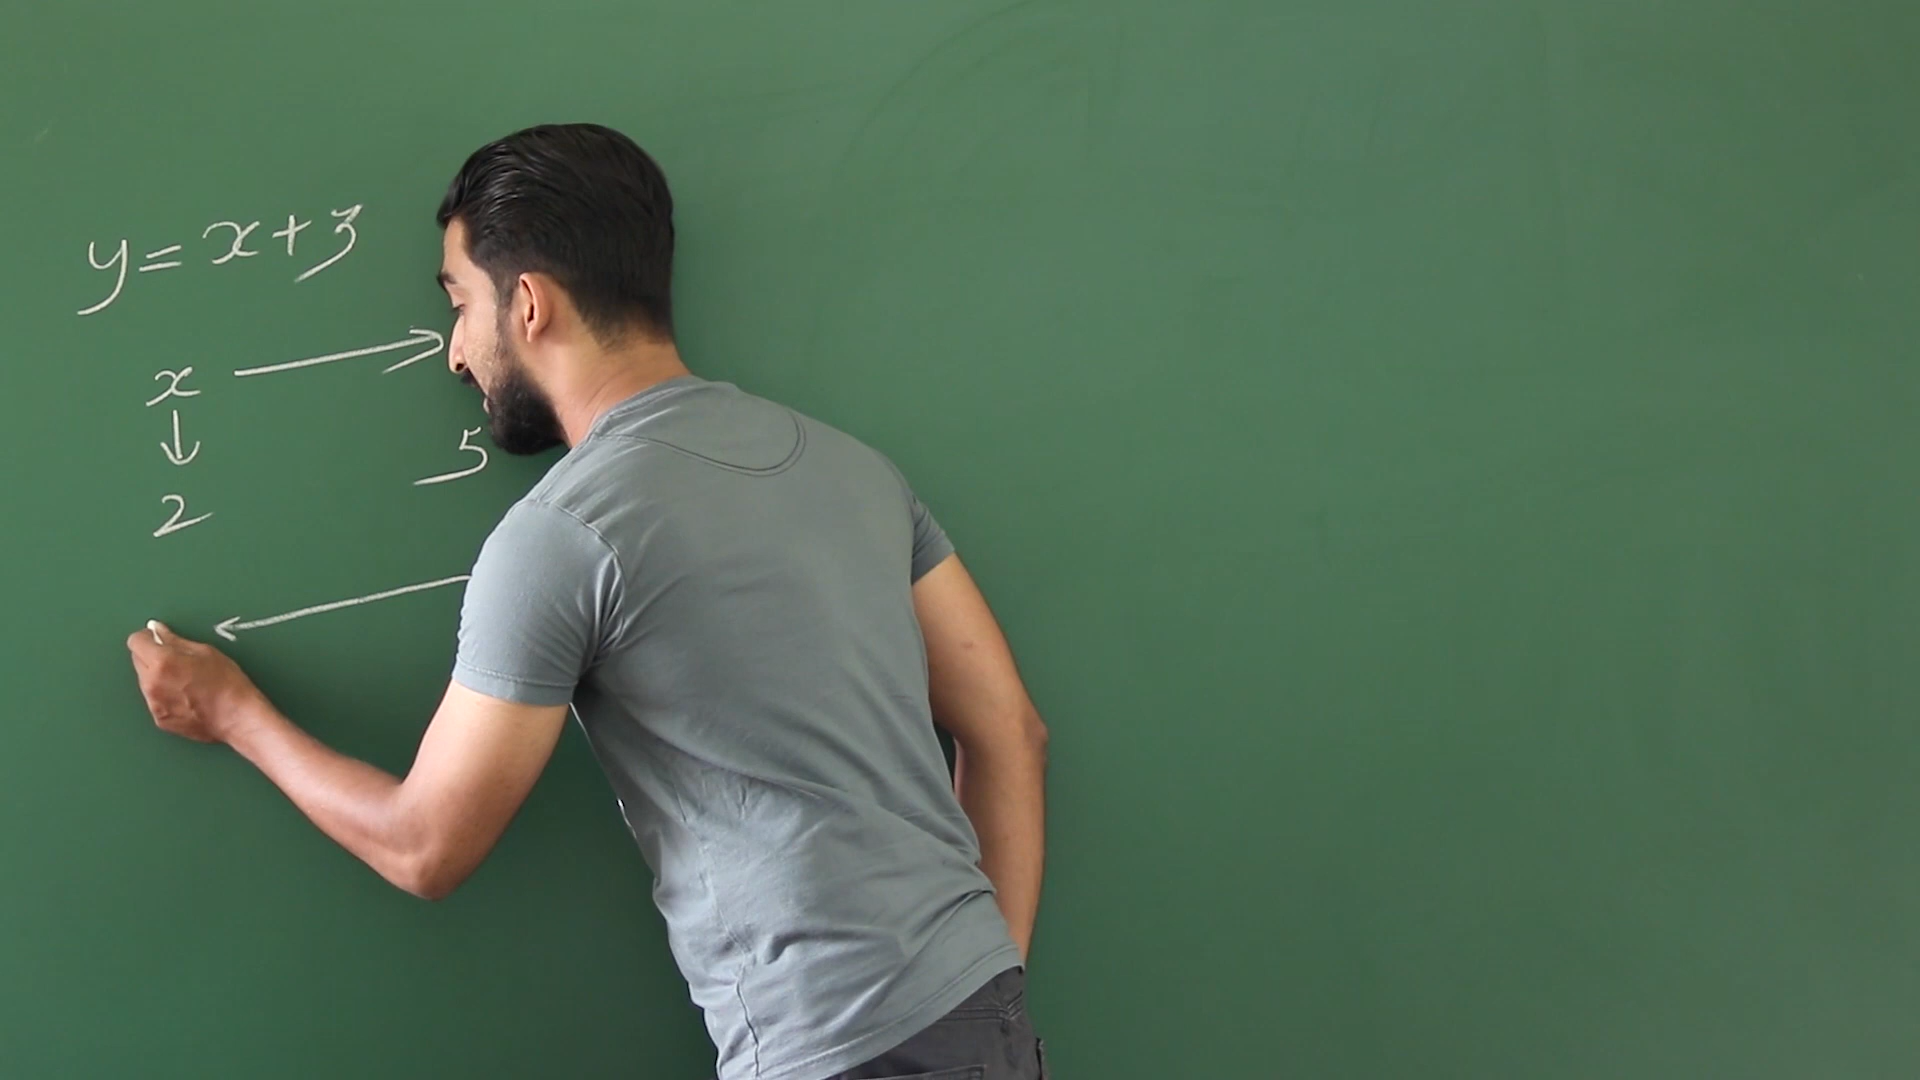 y = x + 3
x →
↓ 5
2
←